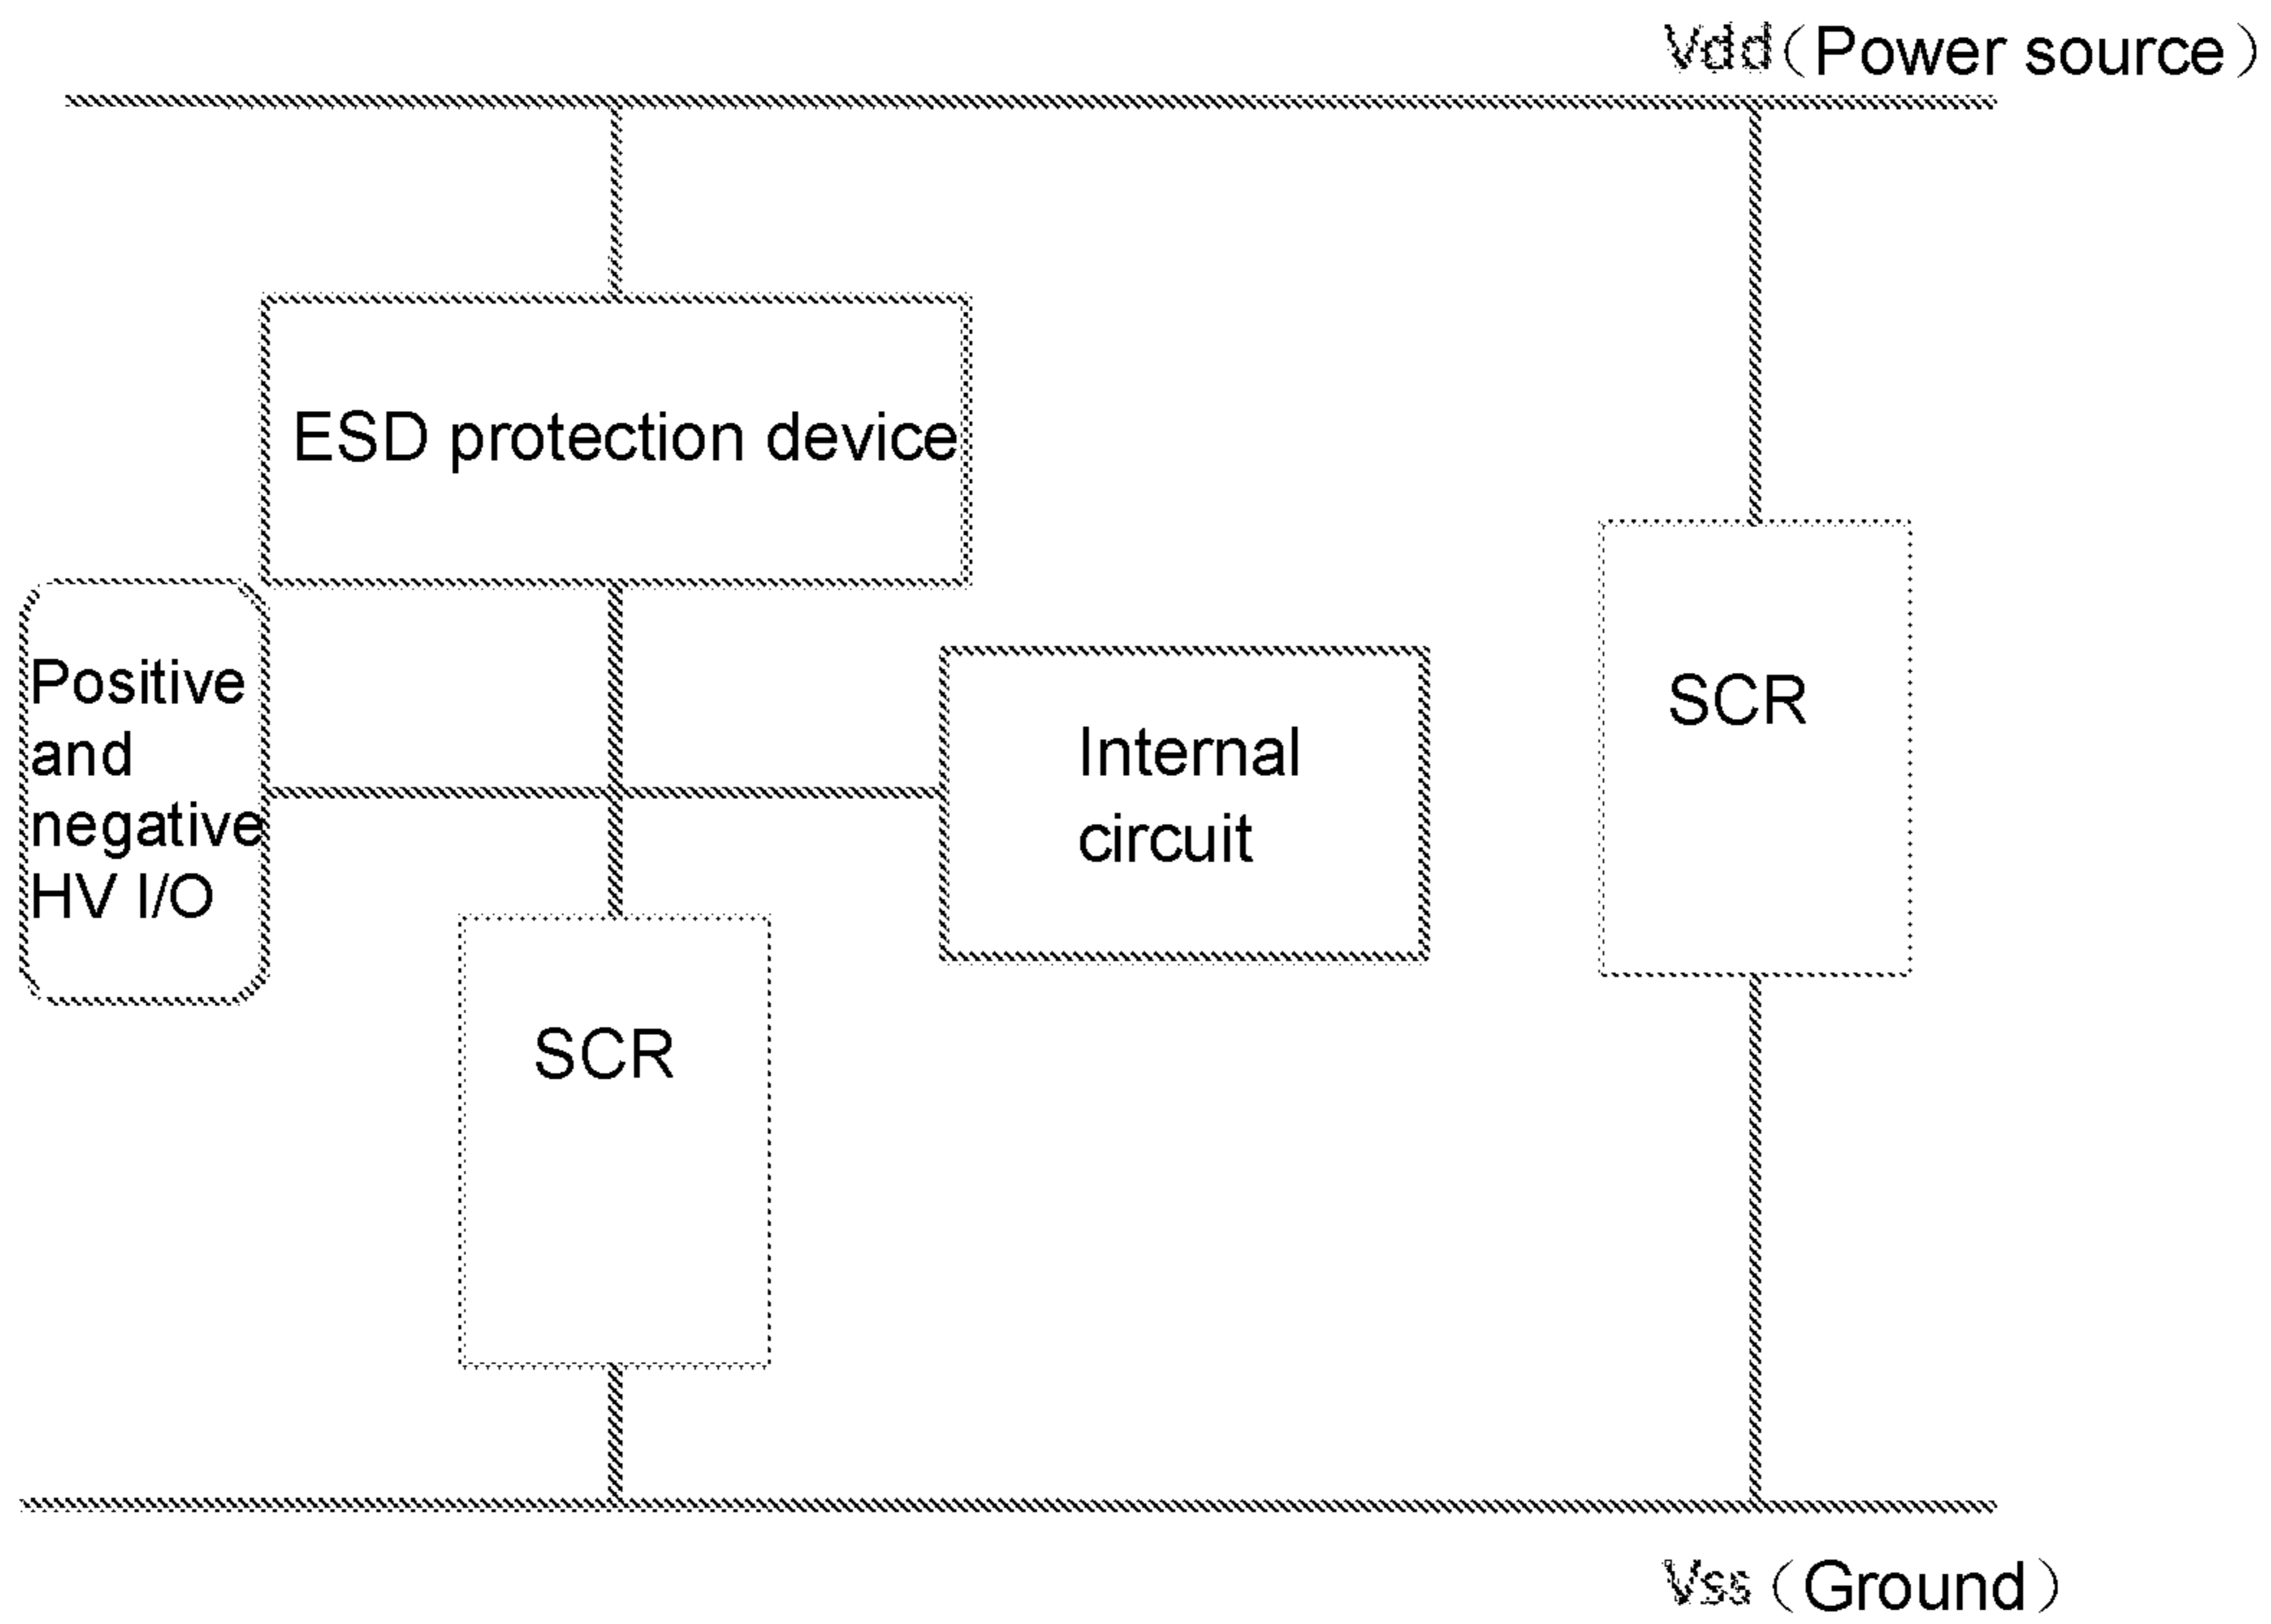 Vdd（Power source）
ESD protection device
Positive
and
negative
HV I/O
Internal
circuit
SCR
SCR
Vss（Ground）